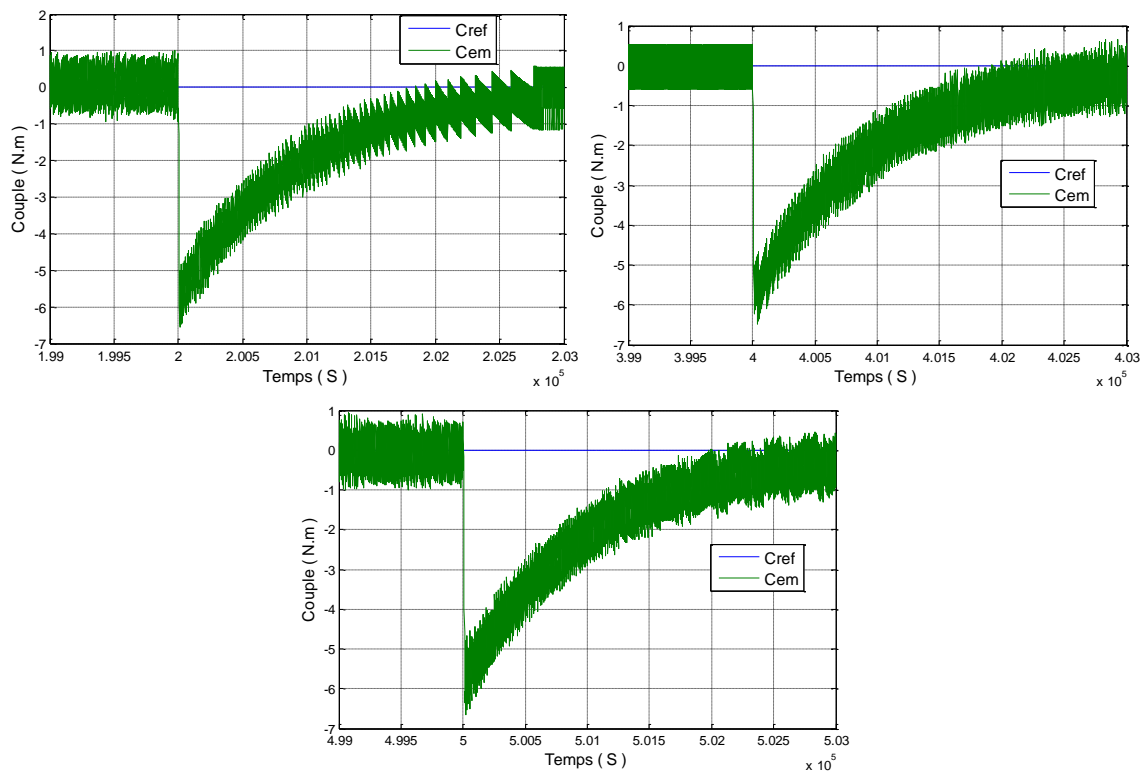 2
1
0
-1
-2
-3
-4
-5
-6
-7
Couple ( N.m )
Cref
Cem
1.99 1.995 2 2.005 2.01 2.015 2.02 2.025 2.03
Temps ( S )
x 10^5
1
0
-1
-2
-3
-4
-5
-6
-7
Couple ( N.m )
Cref
Cem
3.99 3.995 4 4.005 4.01 4.015 4.02 4.025 4.03
Temps ( S )
x 10^5
1
0
-1
-2
-3
-4
-5
-6
-7
Couple ( N.m )
Cref
Cem
4.99 4.995 5 5.005 5.01 5.015 5.02 5.025 5.03
Temps ( S )
x 10^5